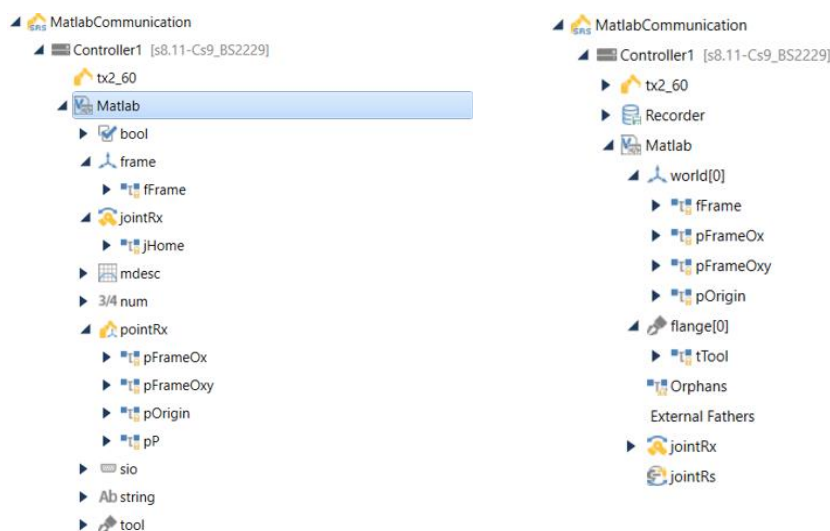 MatlabCommunication
Controller1 [s8.11-Cs9_BS2229]
tx2_60
Matlab
bool
frame
fFrame
jointRx
jHome
mdesc
3/4 num
pointRx
pFrameOx
pFrameOxy
pOrigin
pP
sio
Ab string
tool
MatlabCommunication
Controller1 [s8.11-Cs9_BS2229]
tx2_60
Recorder
Matlab
world[0]
fFrame
pFrameOx
pFrameOxy
pOrigin
flange[0]
tTool
Orphans
External Fathers
jointRx
jointRs